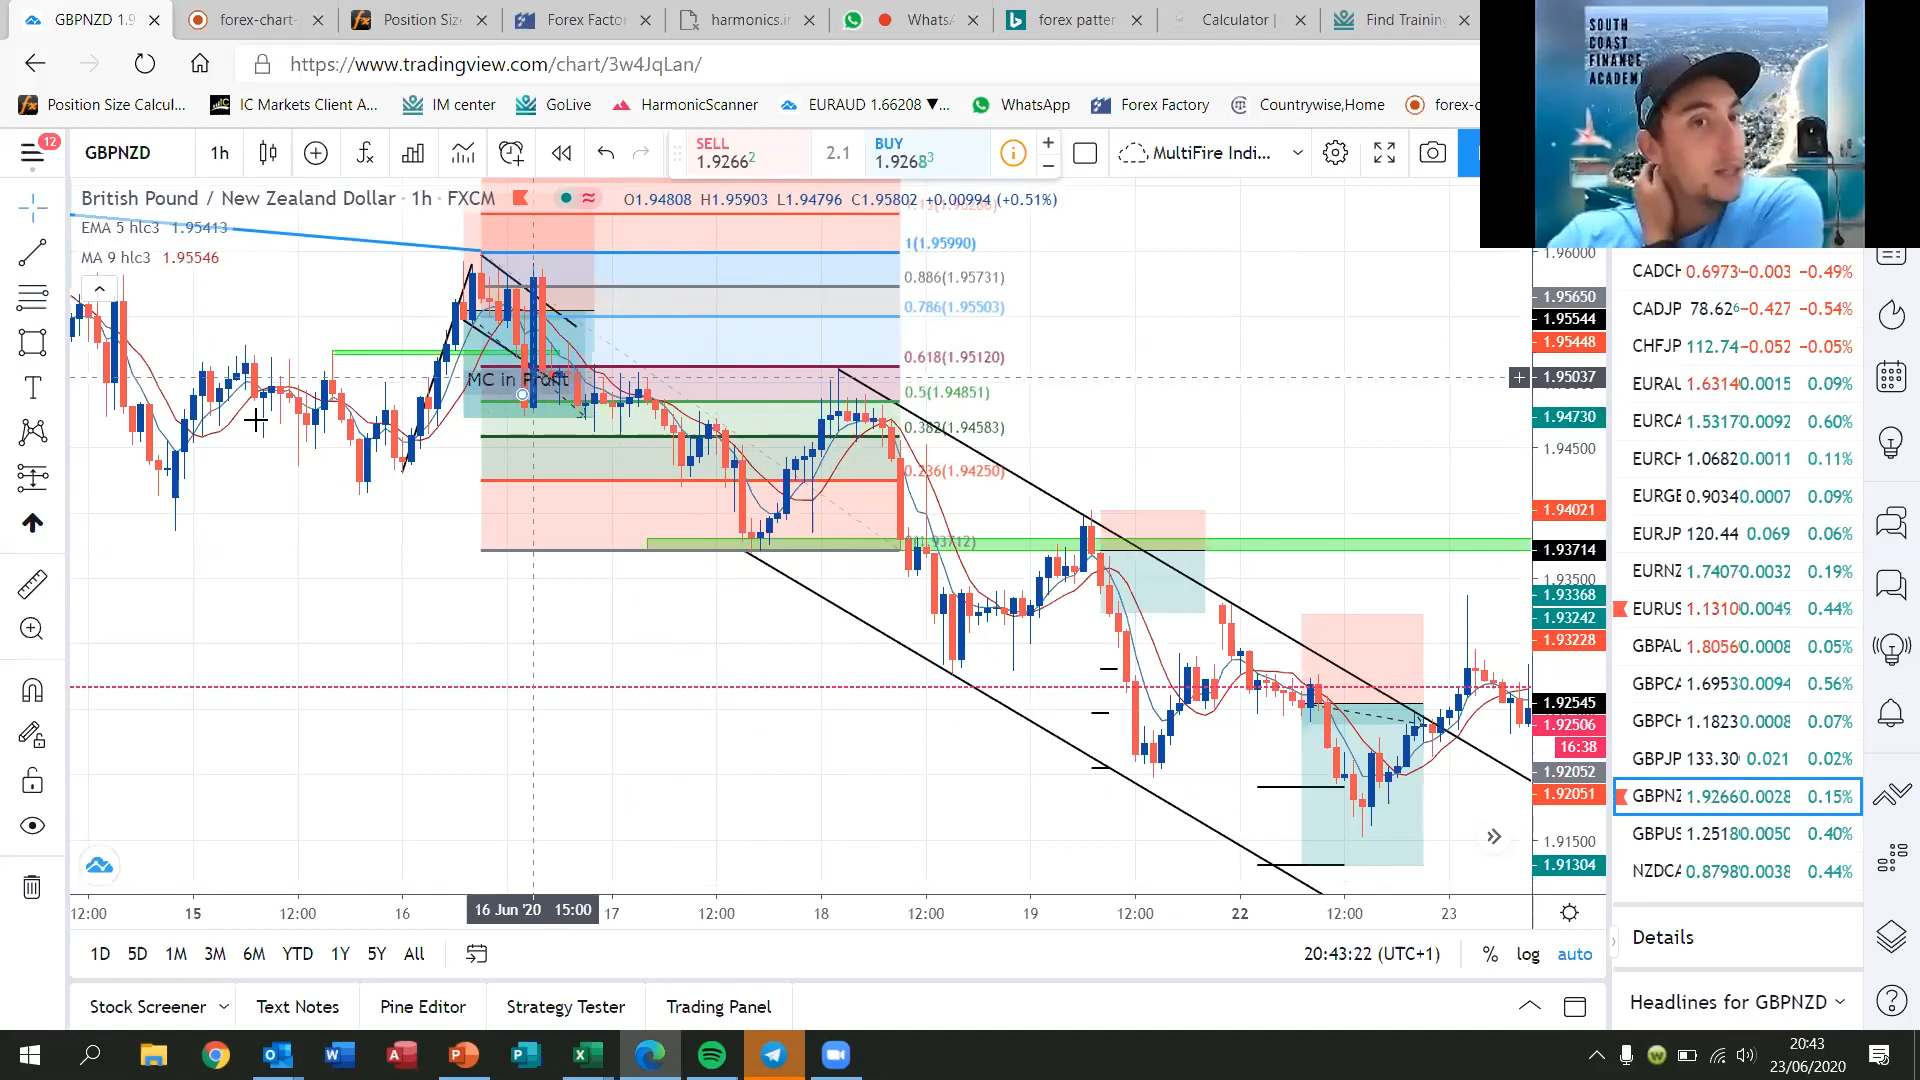 GBPNZD 1.9
forex-chart-
Position Siz
Forex Facto
harmonics.ir
WhatsA
forex patter
Calculator |
Find Training
https://www.tradingview.com/chart/3w4JqLan/
SOUTH
COAST
FINANCE
ACADEM
Position Size Calcul...
IC Markets Client A...
IM center
GoLive
HarmonicScanner
EURAUD 1.66208 ▼...
WhatsApp
Forex Factory
Countrywise,Home
forex-c
12
GBPNZD
1h
SELL
1.9266²
2.1
BUY
1.9268³
MultiFire Indi...
British Pound / New Zealand Dollar · 1h · FXCM
O1.94808 H1.95903 L1.94796 C1.95802 +0.00994 (+0.51%)
EMA 5 hlc3 1.95413
MA 9 hlc3 1.95546
1(1.95990)
0.886(1.95731)
0.786(1.95503)
0.618(1.95120)
0.5(1.94851)
0.382(1.94583)
0.236(1.94250)
MC in Profit
1.96000
1.95650
1.95544
1.95448
1.95037
1.94730
1.94500
1.94021
1.93714
1.93500
1.93368
1.93242
1.93228
1.92545
1.92506
16:38
1.92052
1.92051
1.91500
1.91304
CADCH 0.6973 -0.003 -0.49%
CADJP 78.626 -0.427 -0.54%
CHFJP 112.74 -0.052 -0.05%
EURAU 1.6314 0.0015 0.09%
EURCA 1.5317 0.0092 0.60%
EURCH 1.0682 0.0011 0.11%
EURGE 0.9034 0.0007 0.09%
EURJP 120.44 0.069 0.06%
EURNZ 1.7407 0.0032 0.19%
EURUS 1.1310 0.0049 0.44%
GBPAU 1.8056 0.0008 0.05%
GBPCA 1.6953 0.0094 0.56%
GBPCH 1.1823 0.0008 0.07%
GBPJP 133.30 0.021 0.02%
GBPNZ 1.9266 0.0028 0.15%
GBPUS 1.2518 0.0050 0.40%
NZDCA 0.8798 0.0038 0.44%
12:00
15
12:00
16
16 Jun '20 15:00
17
12:00
18
12:00
19
12:00
22
12:00
23
1D 5D 1M 3M 6M YTD 1Y 5Y All
20:43:22 (UTC+1)
% log auto
Details
Stock Screener
Text Notes
Pine Editor
Strategy Tester
Trading Panel
Headlines for GBPNZD
20:43
23/06/2020